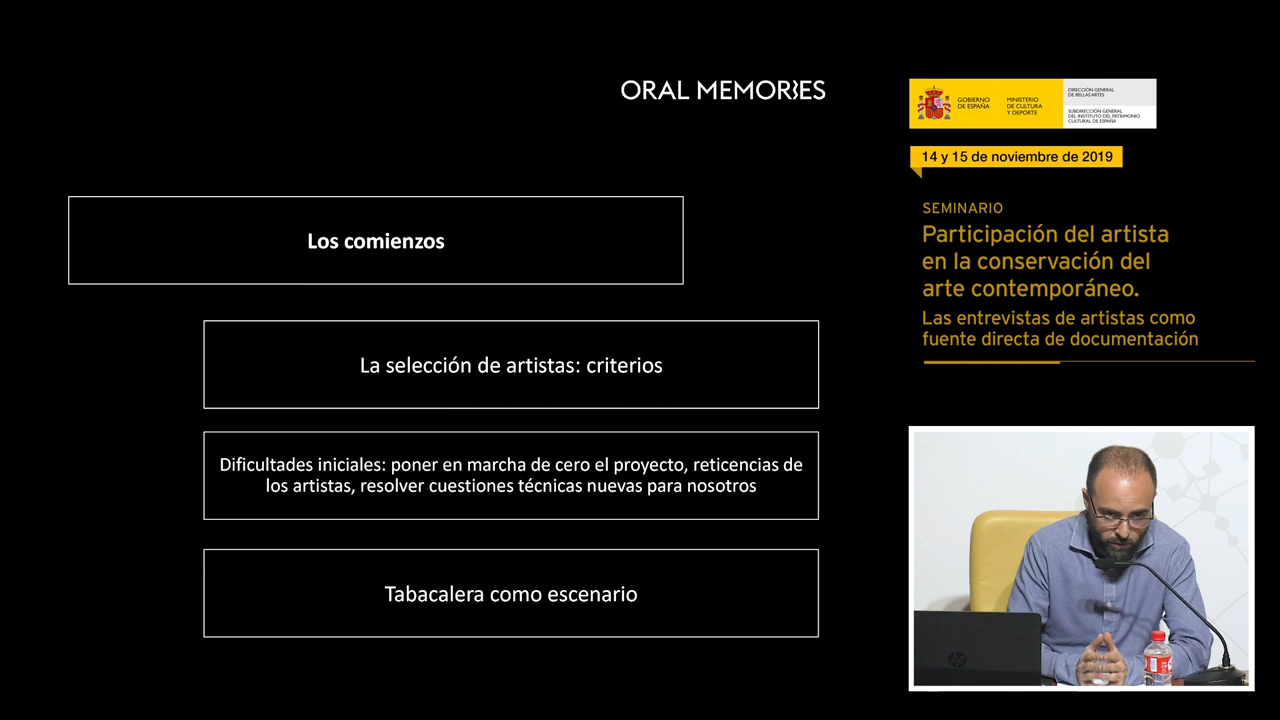 ORAL MEMORIES
GOBIERNO
DE ESPAÑA
MINISTERIO
DE CULTURA
Y DEPORTE
DIRECCIÓN GENERAL
DE BELLAS ARTES
SUBDIRECCIÓN GENERAL
DEL INSTITUTO DEL PATRIMONIO
CULTURAL DE ESPAÑA
14 y 15 de noviembre de 2019
SEMINARIO
Participación del artista
en la conservación del
arte contemporáneo.
Las entrevistas de artistas como
fuente directa de documentación
Los comienzos
La selección de artistas: criterios
Dificultades iniciales: poner en marcha de cero el proyecto, reticencias de
los artistas, resolver cuestiones técnicas nuevas para nosotros
Tabacalera como escenario
hp